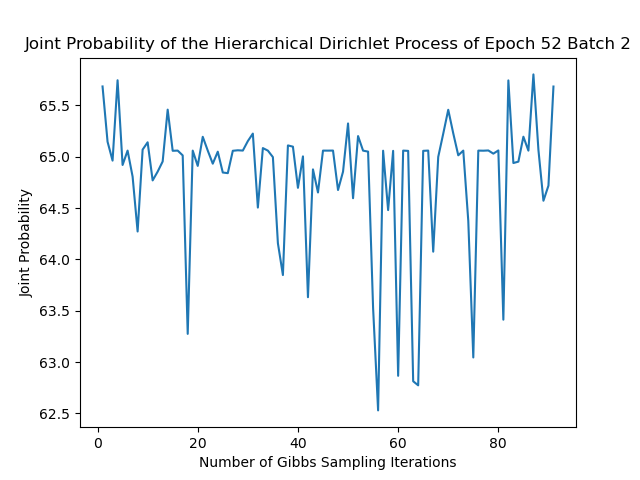 Joint Probability of the Hierarchical Dirichlet Process of Epoch 52 Batch 2
Joint Probability
65.5
65.0
64.5
64.0
63.5
63.0
62.5
0 20 40 60 80
Number of Gibbs Sampling Iterations